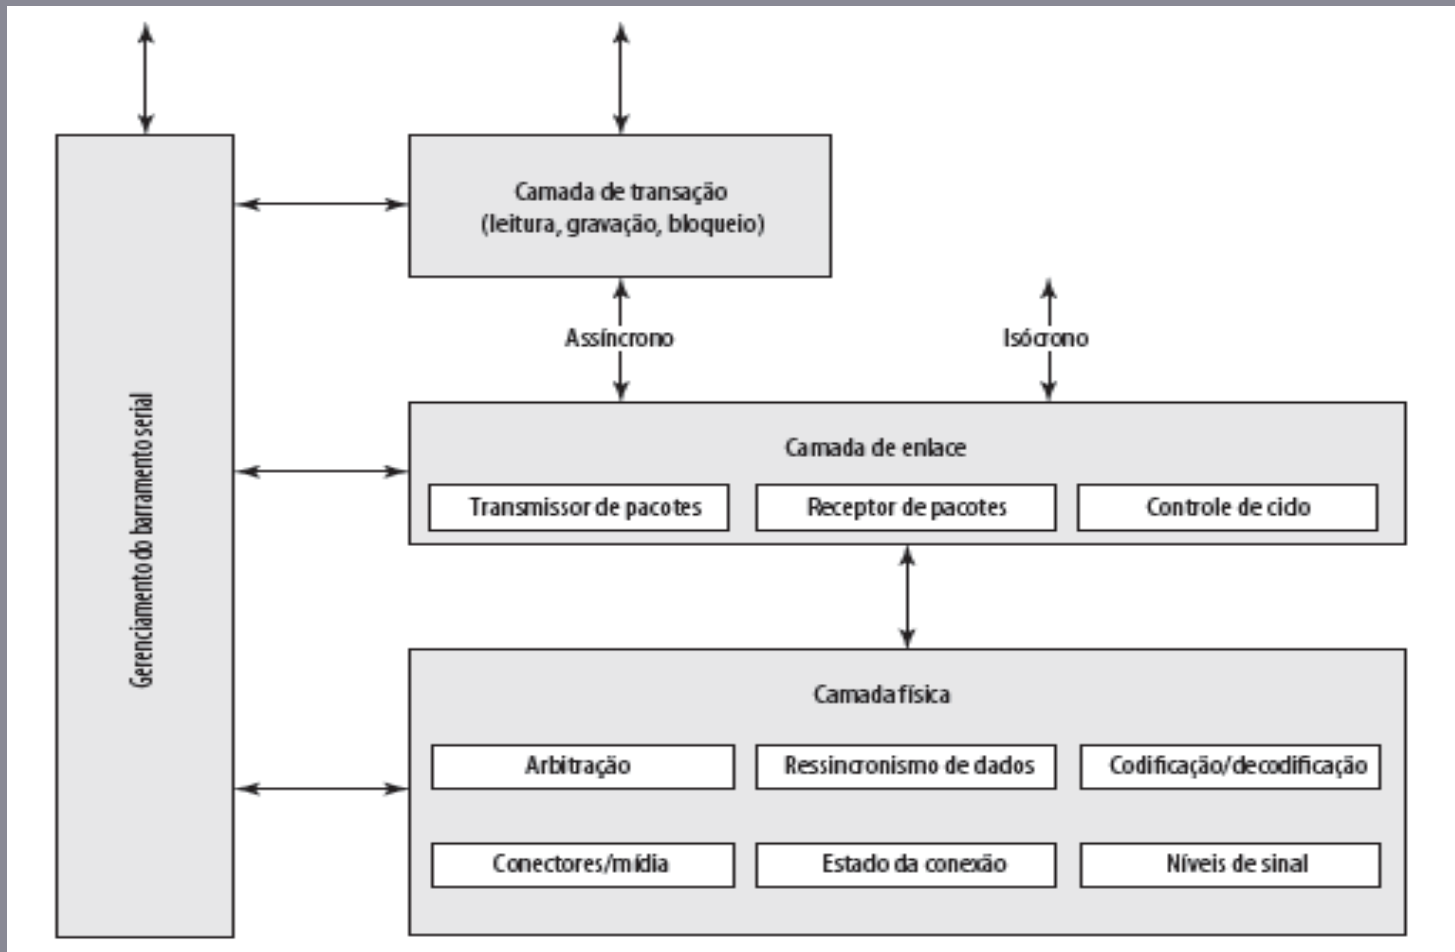 Camada de transação
(leitura, gravação, bloqueio)
Assíncrono
Isócrono
Gerenciamento do barramento serial
Camada de enlace
Transmissor de pacotes
Receptor de pacotes
Controle de ciclo
Camada física
Arbitração
Ressincronismo de dados
Codificação/decodificação
Conectores/mídia
Estado da conexão
Níveis de sinal